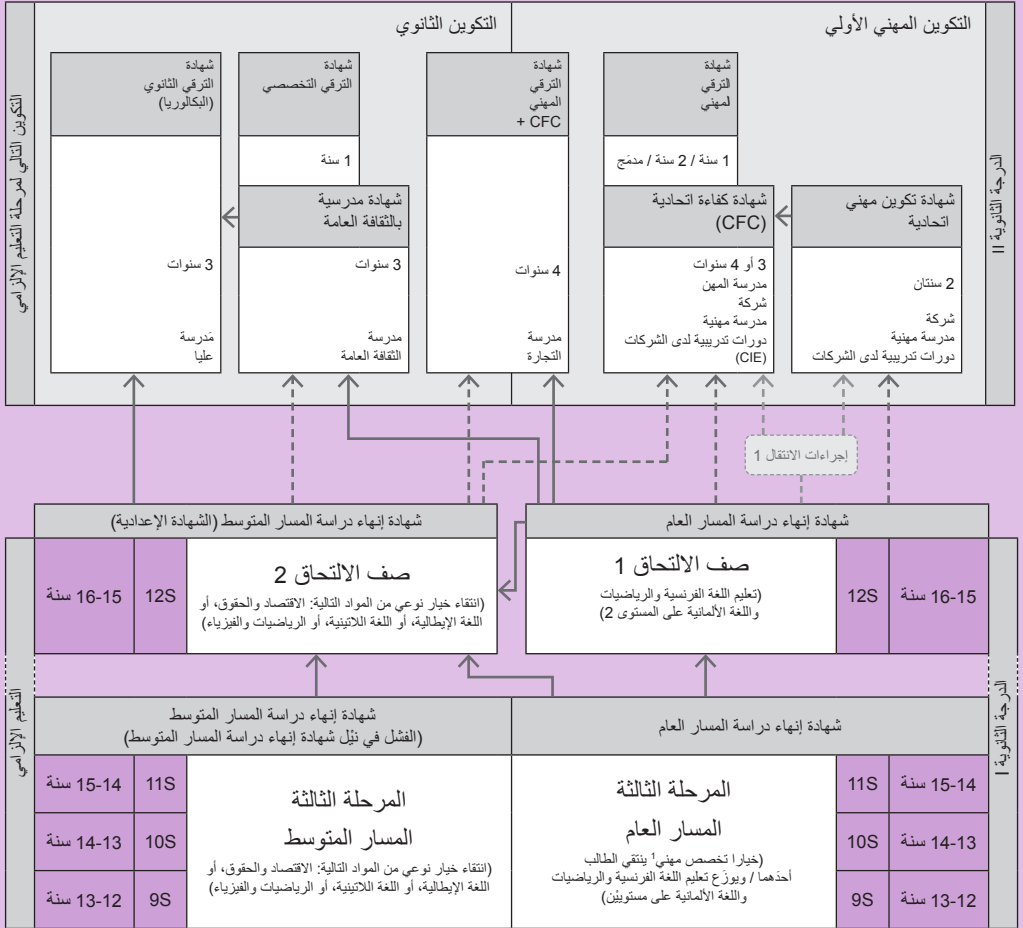 التكوين المهني الأولي
التكوين الثانوي
الدرجة الثانوية II
التكوين التالي لمرحلة التعليم الإلزامي
شهادة
الترقي
لمهني
1 سنة / 2 سنة / مدمَج
شهادة تكوين مهني
اتحادية
2 سنتان
شركة
مدرسة مهنية
دورات تدريبية لدى الشركات
شهادة كفاءة اتحادية
(CFC)
3 أو 4 سنوات
مدرسة المهن
شركة
مدرسة مهنية
دورات تدريبية لدى الشركات
(CIE)
شهادة
الترقي
المهني
CFC +
4 سنوات
مدرسة
التجارة
شهادة
الترقي التخصصي
1 سنة
شهادة مدرسية
بالثقافة العامة
3 سنوات
مدرسة
الثقافة العامة
شهادة
الترقي الثانوي
(البكالوريا)
3 سنوات
مَدرسة
عليا
إجراءات الانتقال 1
شهادة إنهاء دراسة المسار العام
شهادة إنهاء دراسة المسار المتوسط (الشهادة الإعدادية)
الدرجة الثانوية I
التعليم الإلزامي
16-15 سنة
12S
صف الالتحاق 1
(تعليم اللغة الفرنسية والرياضيات
واللغة الألمانية على المستوى 2)
صف الالتحاق 2
(انتقاء خيار نوعي من المواد التالية: الاقتصاد والحقوق، أو
اللغة الإيطالية، أو اللغة اللاتينية، أو الرياضيات والفيزياء)
12S
16-15 سنة
شهادة إنهاء دراسة المسار العام
شهادة إنهاء دراسة المسار المتوسط
(الفشل في نيْل شهادة إنهاء دراسة المسار المتوسط)
15-14 سنة
11S
14-13 سنة
10S
13-12 سنة
9S
المرحلة الثالثة
المسار العام
(خيارا تخصص مهني¹ ينتقي الطالب
أحدَهما / ويوزَع تعليم اللغة الفرنسية والرياضيات
واللغة الألمانية على مستوييْن)
المرحلة الثالثة
المسار المتوسط
(انتقاء خيار نوعي من المواد التالية: الاقتصاد والحقوق، أو
اللغة الإيطالية، أو اللغة اللاتينية، أو الرياضيات والفيزياء)
11S
15-14 سنة
10S
14-13 سنة
9S
13-12 سنة